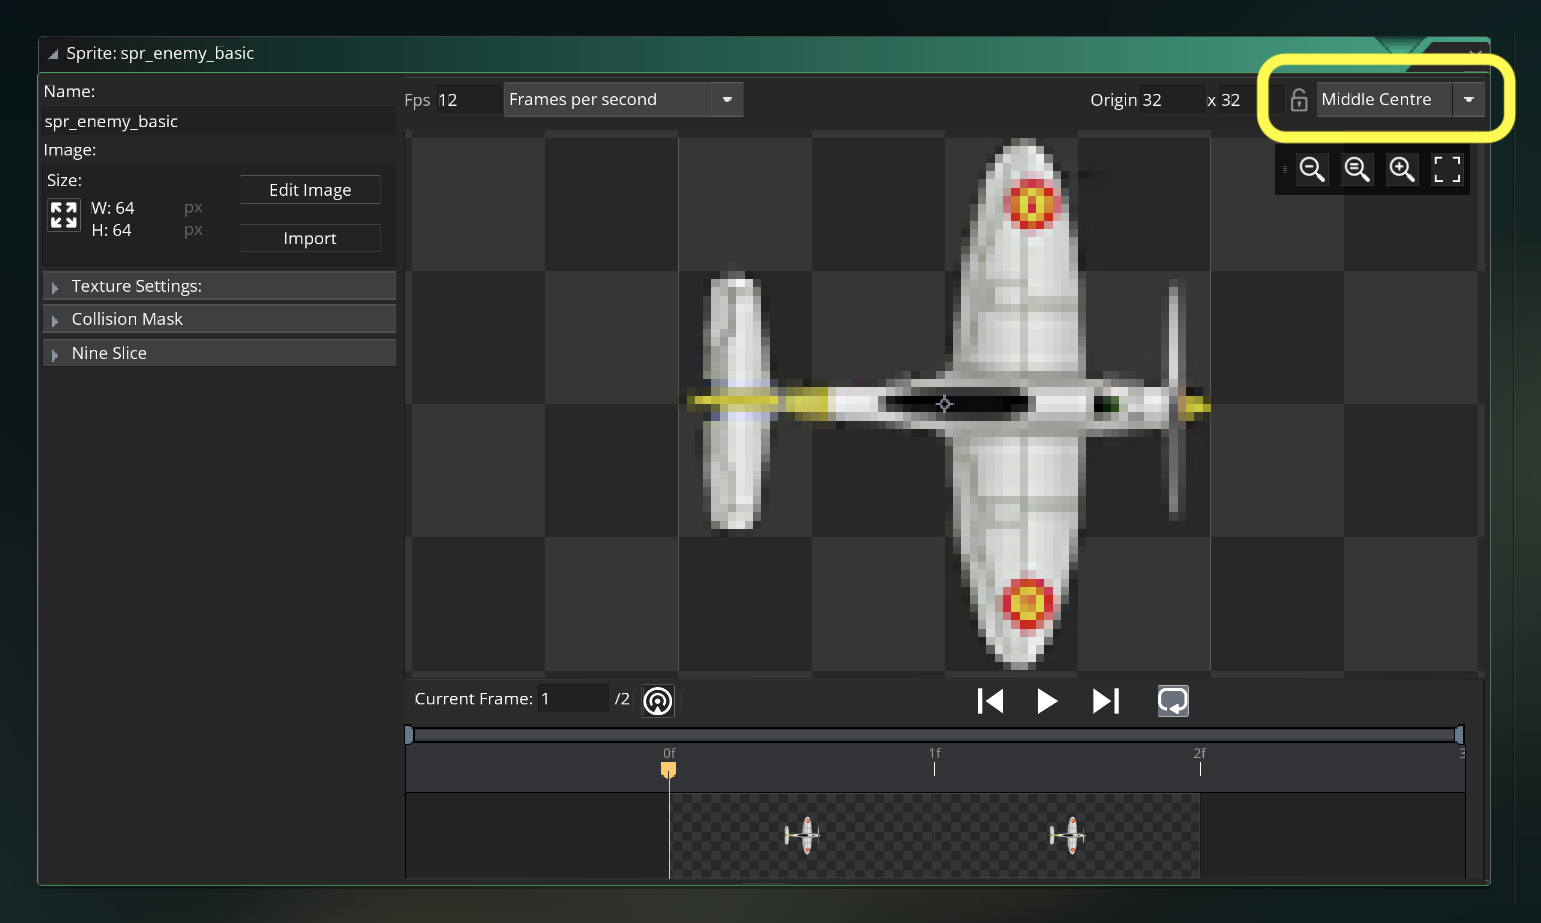 Sprite: spr_enemy_basic
Name:
spr_enemy_basic
Image:
Size:
W: 64 px
H: 64 px
Edit Image
Import
Texture Settings:
Collision Mask
Nine Slice
Fps 12 Frames per second Origin 32 x 32 Middle Centre
Current Frame: 1 /2
0f 1f 2f 3